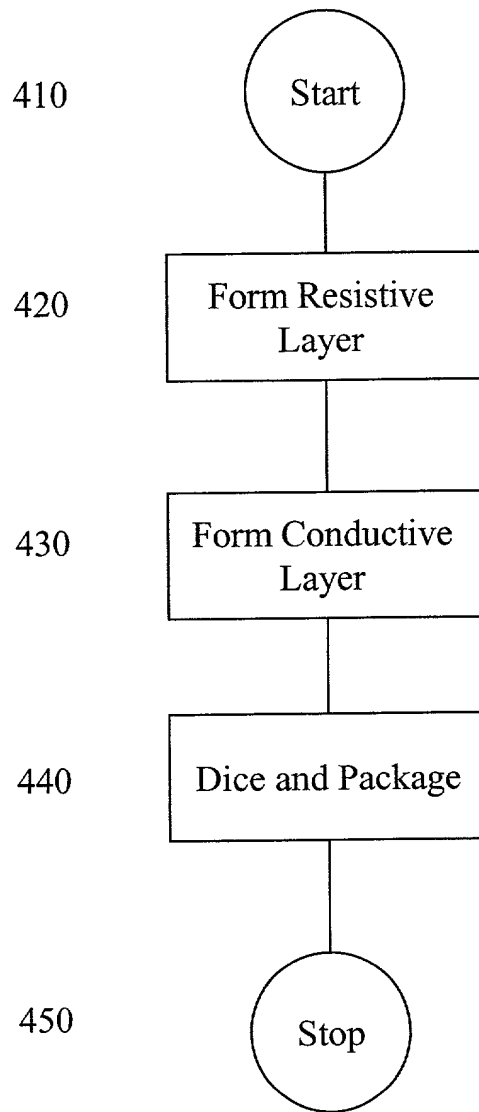 410
Start
420
Form Resistive
Layer
430
Form Conductive
Layer
440
Dice and Package
450
Stop